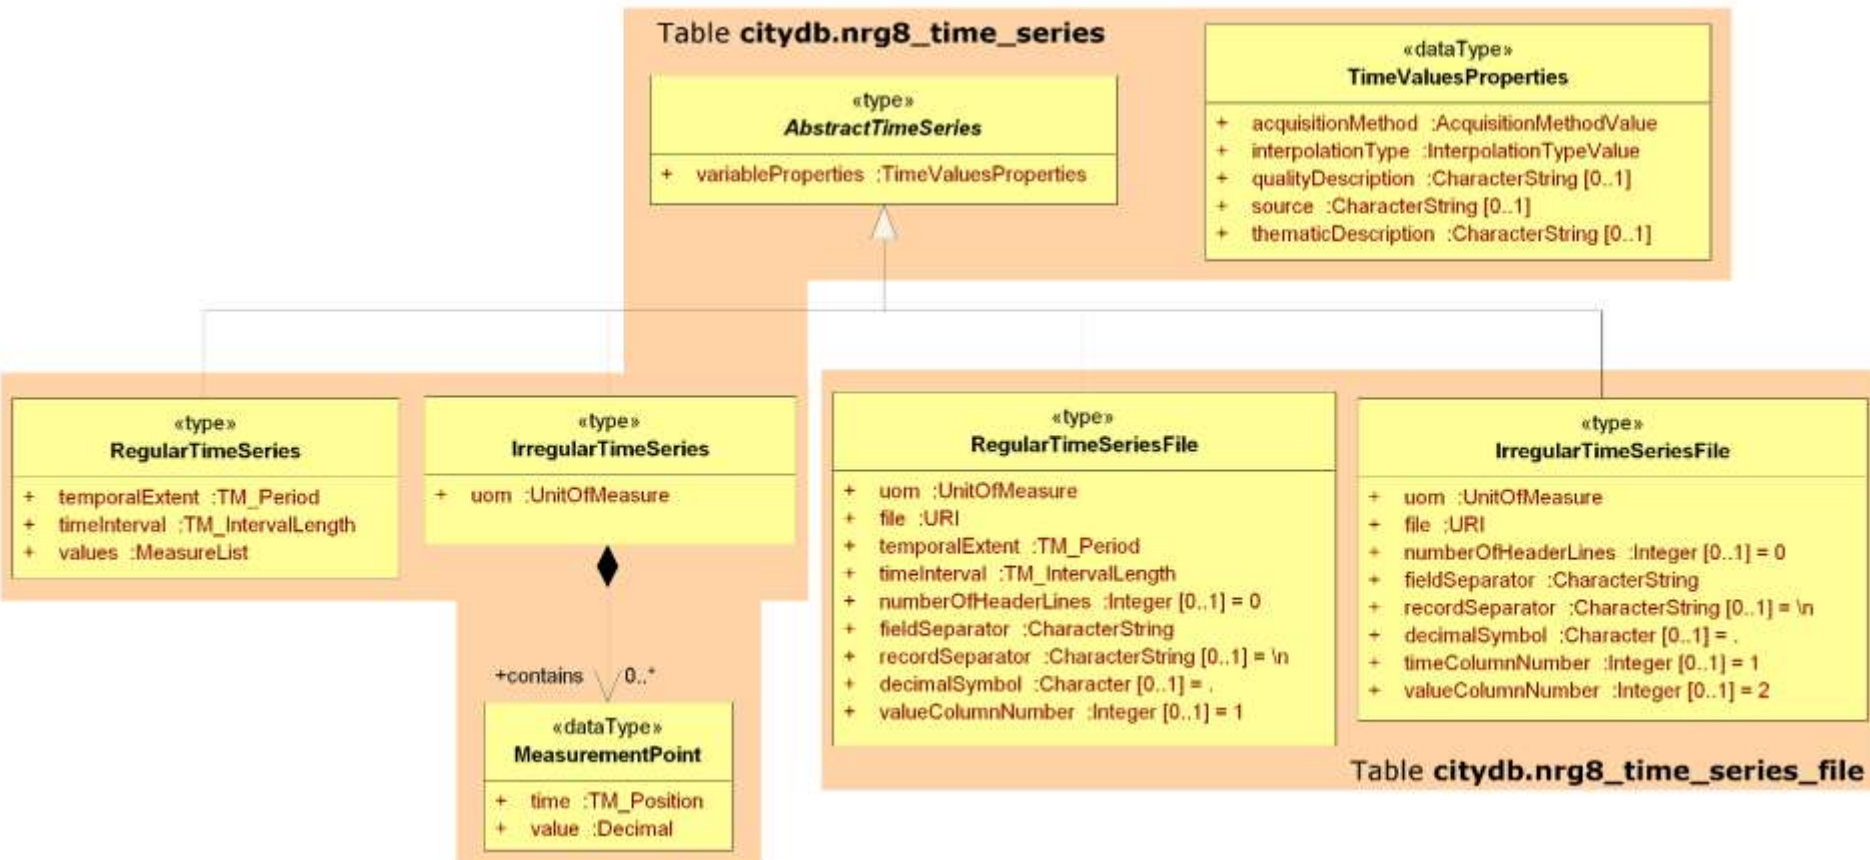 Table citydb.nrg8_time_series
«type»
AbstractTimeSeries
+ variableProperties :TimeValuesProperties
«dataType»
TimeValuesProperties
+ acquisitionMethod :AcquisitionMethodValue
+ interpolationType :InterpolationTypeValue
+ qualityDescription :CharacterString [0..1]
+ source :CharacterString [0..1]
+ thematicDescription :CharacterString [0..1]
«type»
RegularTimeSeries
+ temporalExtent :TM_Period
+ timeInterval :TM_IntervalLength
+ values :MeasureList
«type»
IrregularTimeSeries
+ uom :UnitOfMeasure
+contains 0..*
«dataType»
MeasurementPoint
+ time :TM_Position
+ value :Decimal
«type»
RegularTimeSeriesFile
+ uom :UnitOfMeasure
+ file :URI
+ temporalExtent :TM_Period
+ timeInterval :TM_IntervalLength
+ numberOfHeaderLines :Integer [0..1] = 0
+ fieldSeparator :CharacterString
+ recordSeparator :CharacterString [0..1] = \n
+ decimalSymbol :Character [0..1] = .
+ valueColumnNumber :Integer [0..1] = 1
«type»
IrregularTimeSeriesFile
+ uom :UnitOfMeasure
+ file :URI
+ numberOfHeaderLines :Integer [0..1] = 0
+ fieldSeparator :CharacterString
+ recordSeparator :CharacterString [0..1] = \n
+ decimalSymbol :Character [0..1] = .
+ timeColumnNumber :Integer [0..1] = 1
+ valueColumnNumber :Integer [0..1] = 2
Table citydb.nrg8_time_series_file